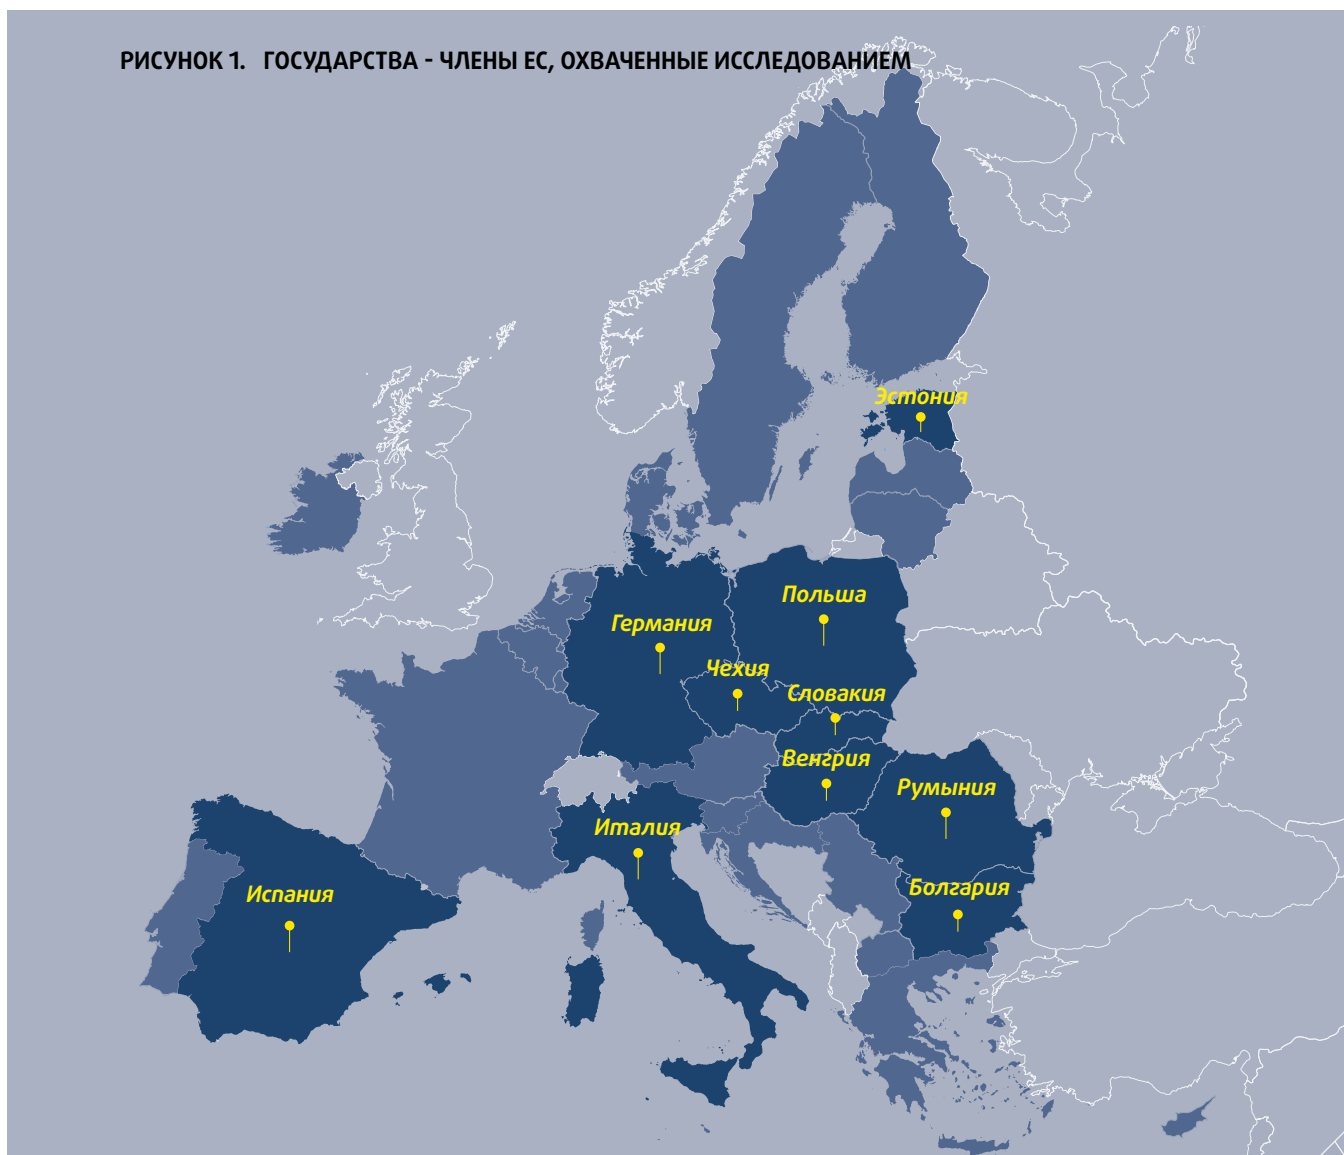 РИСУНОК 1. ГОСУДАРСТВА - ЧЛЕНЫ ЕС, ОХВАЧЕННЫЕ ИССЛЕДОВАНИЕМ
Эстония
Польша
Германия
Чехия
Словакия
Венгрия
Румыния
Италия
Болгария
Испания